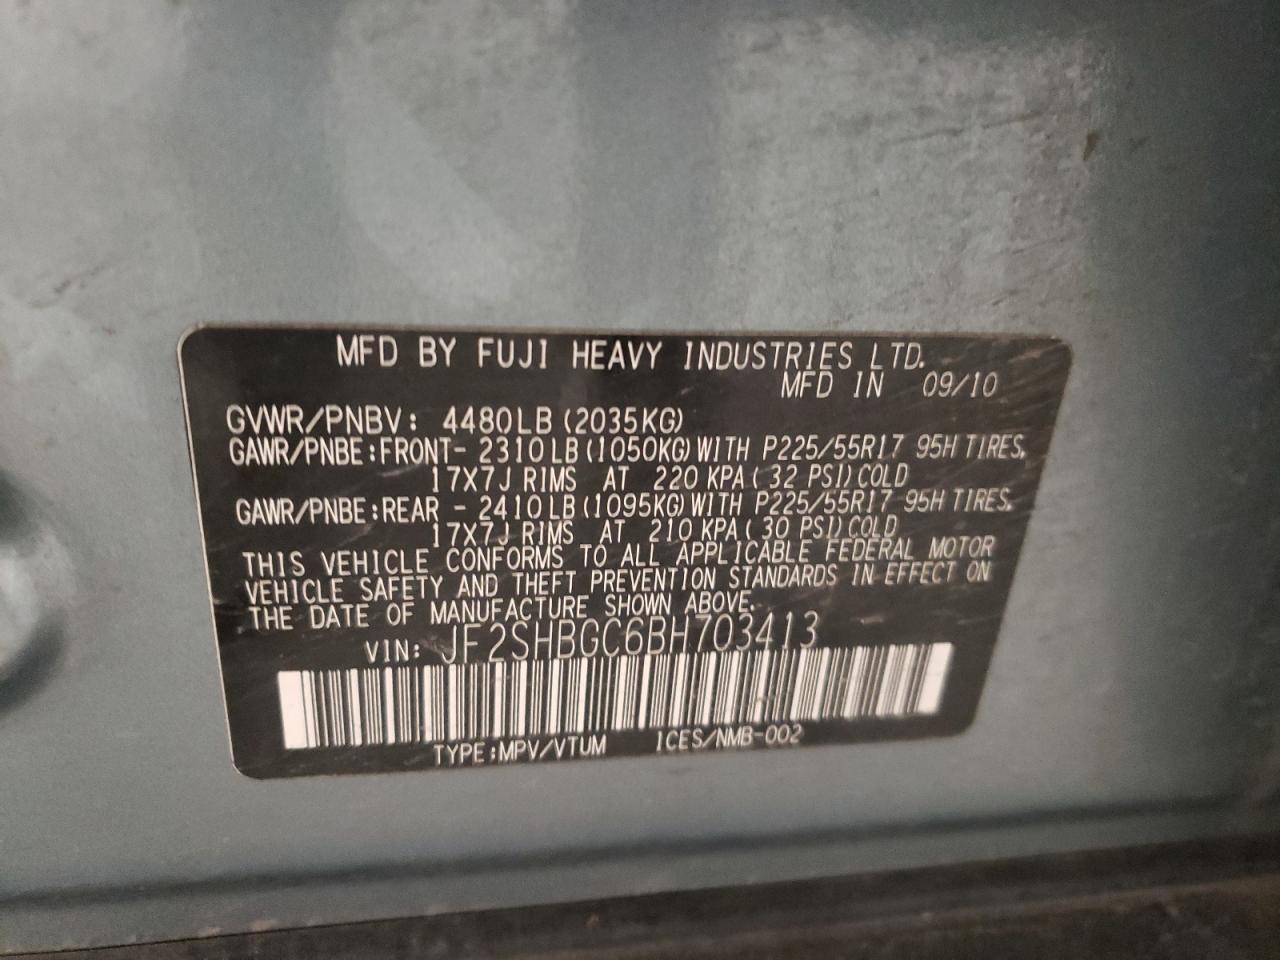 MFD BY FUJI HEAVY INDUSTRIES LTD.
MFD IN 09/10
GVWR/PNBV: 4480LB (2035KG)
GAWR/PNBE:FRONT- 2310LB(1050KG)WITH P225/55R17 95H TIRES,
17X7J RIMS AT 220 KPA( 32 PSI)COLD
GAWR/PNBE:REAR - 2410LB(1095KG)WITH P225/55R17 95H TIRES,
17X7J RIMS AT 210 KPA( 30 PSI)COLD
THIS VEHICLE CONFORMS TO ALL APPLICABLE FEDERAL MOTOR
VEHICLE SAFETY AND THEFT PREVENTION STANDARDS IN EFFECT ON
THE DATE OF MANUFACTURE SHOWN ABOVE.
VIN: JF2SHBGC6BH703413
TYPE:MPV/VTUM ICES/NMB-002